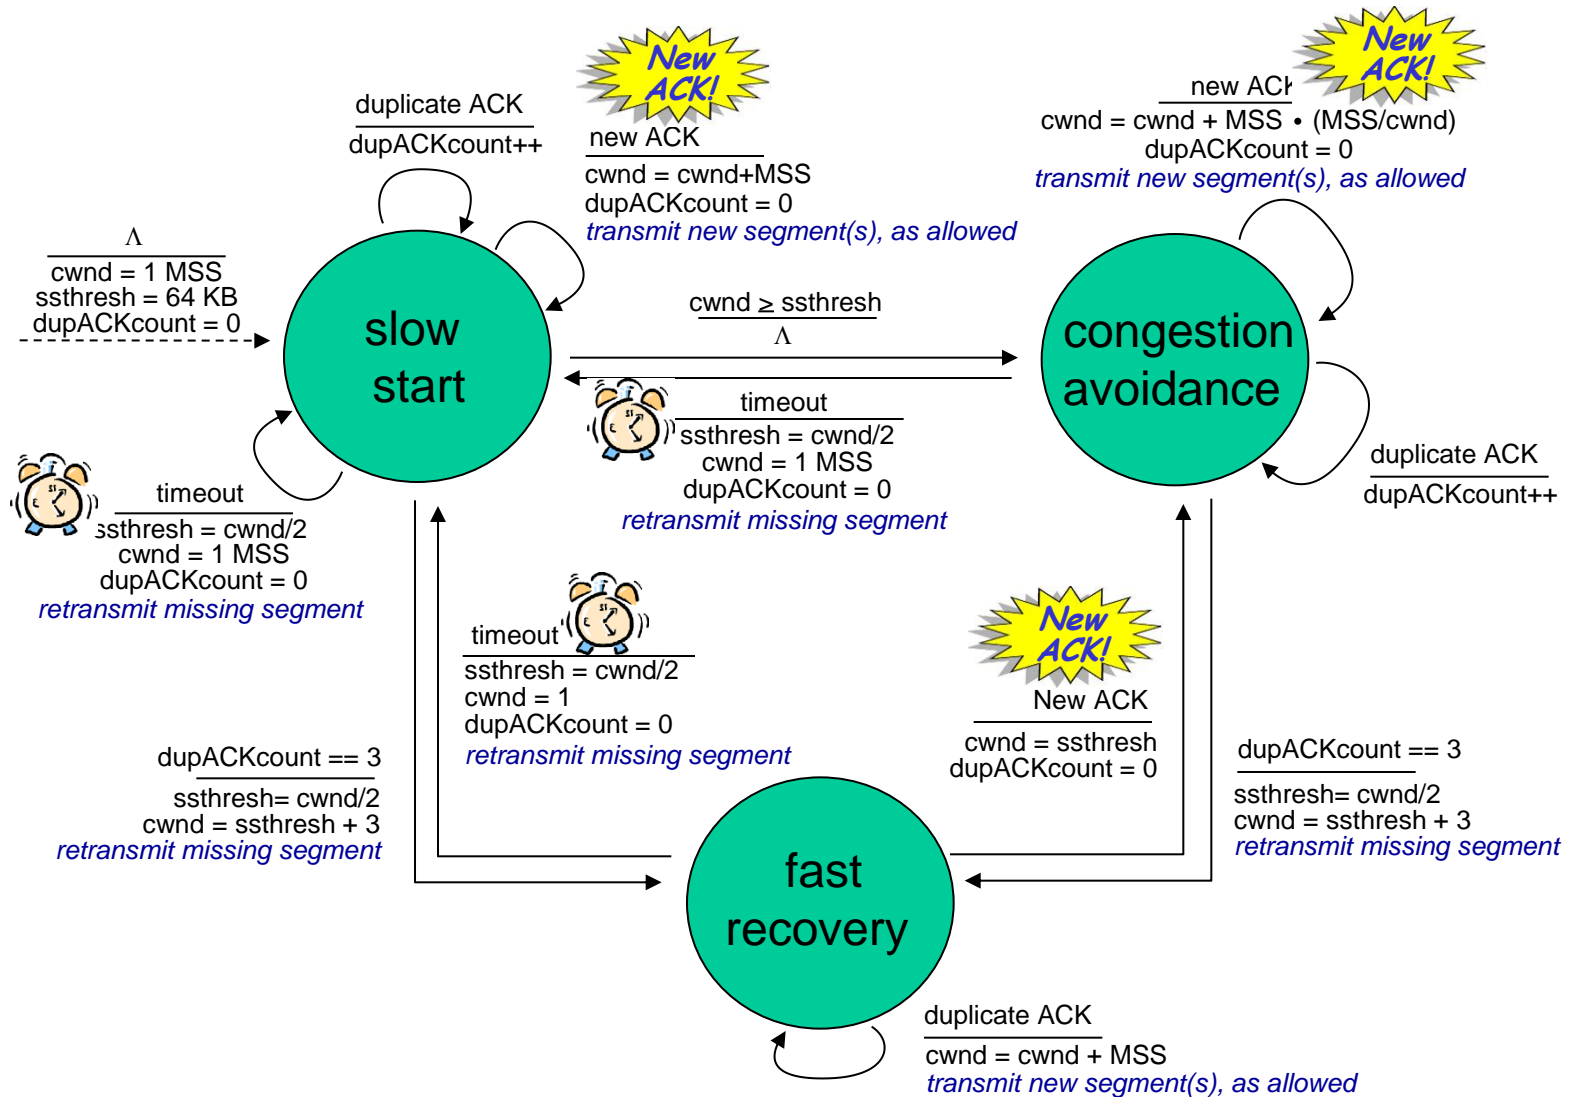 New
ACK!
duplicate ACK
dupACKcount++
new ACK
cwnd = cwnd+MSS
dupACKcount = 0
transmit new segment(s), as allowed
New
ACK!
new ACK
cwnd = cwnd + MSS • (MSS/cwnd)
dupACKcount = 0
transmit new segment(s), as allowed
Λ
cwnd = 1 MSS
ssthresh = 64 KB
dupACKcount = 0
slow
start
cwnd ≥ ssthresh
Λ
congestion
avoidance
timeout
ssthresh = cwnd/2
cwnd = 1 MSS
dupACKcount = 0
retransmit missing segment
duplicate ACK
dupACKcount++
timeout
ssthresh = cwnd/2
cwnd = 1 MSS
dupACKcount = 0
retransmit missing segment
timeout
ssthresh = cwnd/2
cwnd = 1
dupACKcount = 0
retransmit missing segment
New
ACK!
New ACK
cwnd = ssthresh
dupACKcount = 0
dupACKcount == 3
ssthresh= cwnd/2
cwnd = ssthresh + 3
retransmit missing segment
dupACKcount == 3
ssthresh= cwnd/2
cwnd = ssthresh + 3
retransmit missing segment
fast
recovery
duplicate ACK
cwnd = cwnd + MSS
transmit new segment(s), as allowed